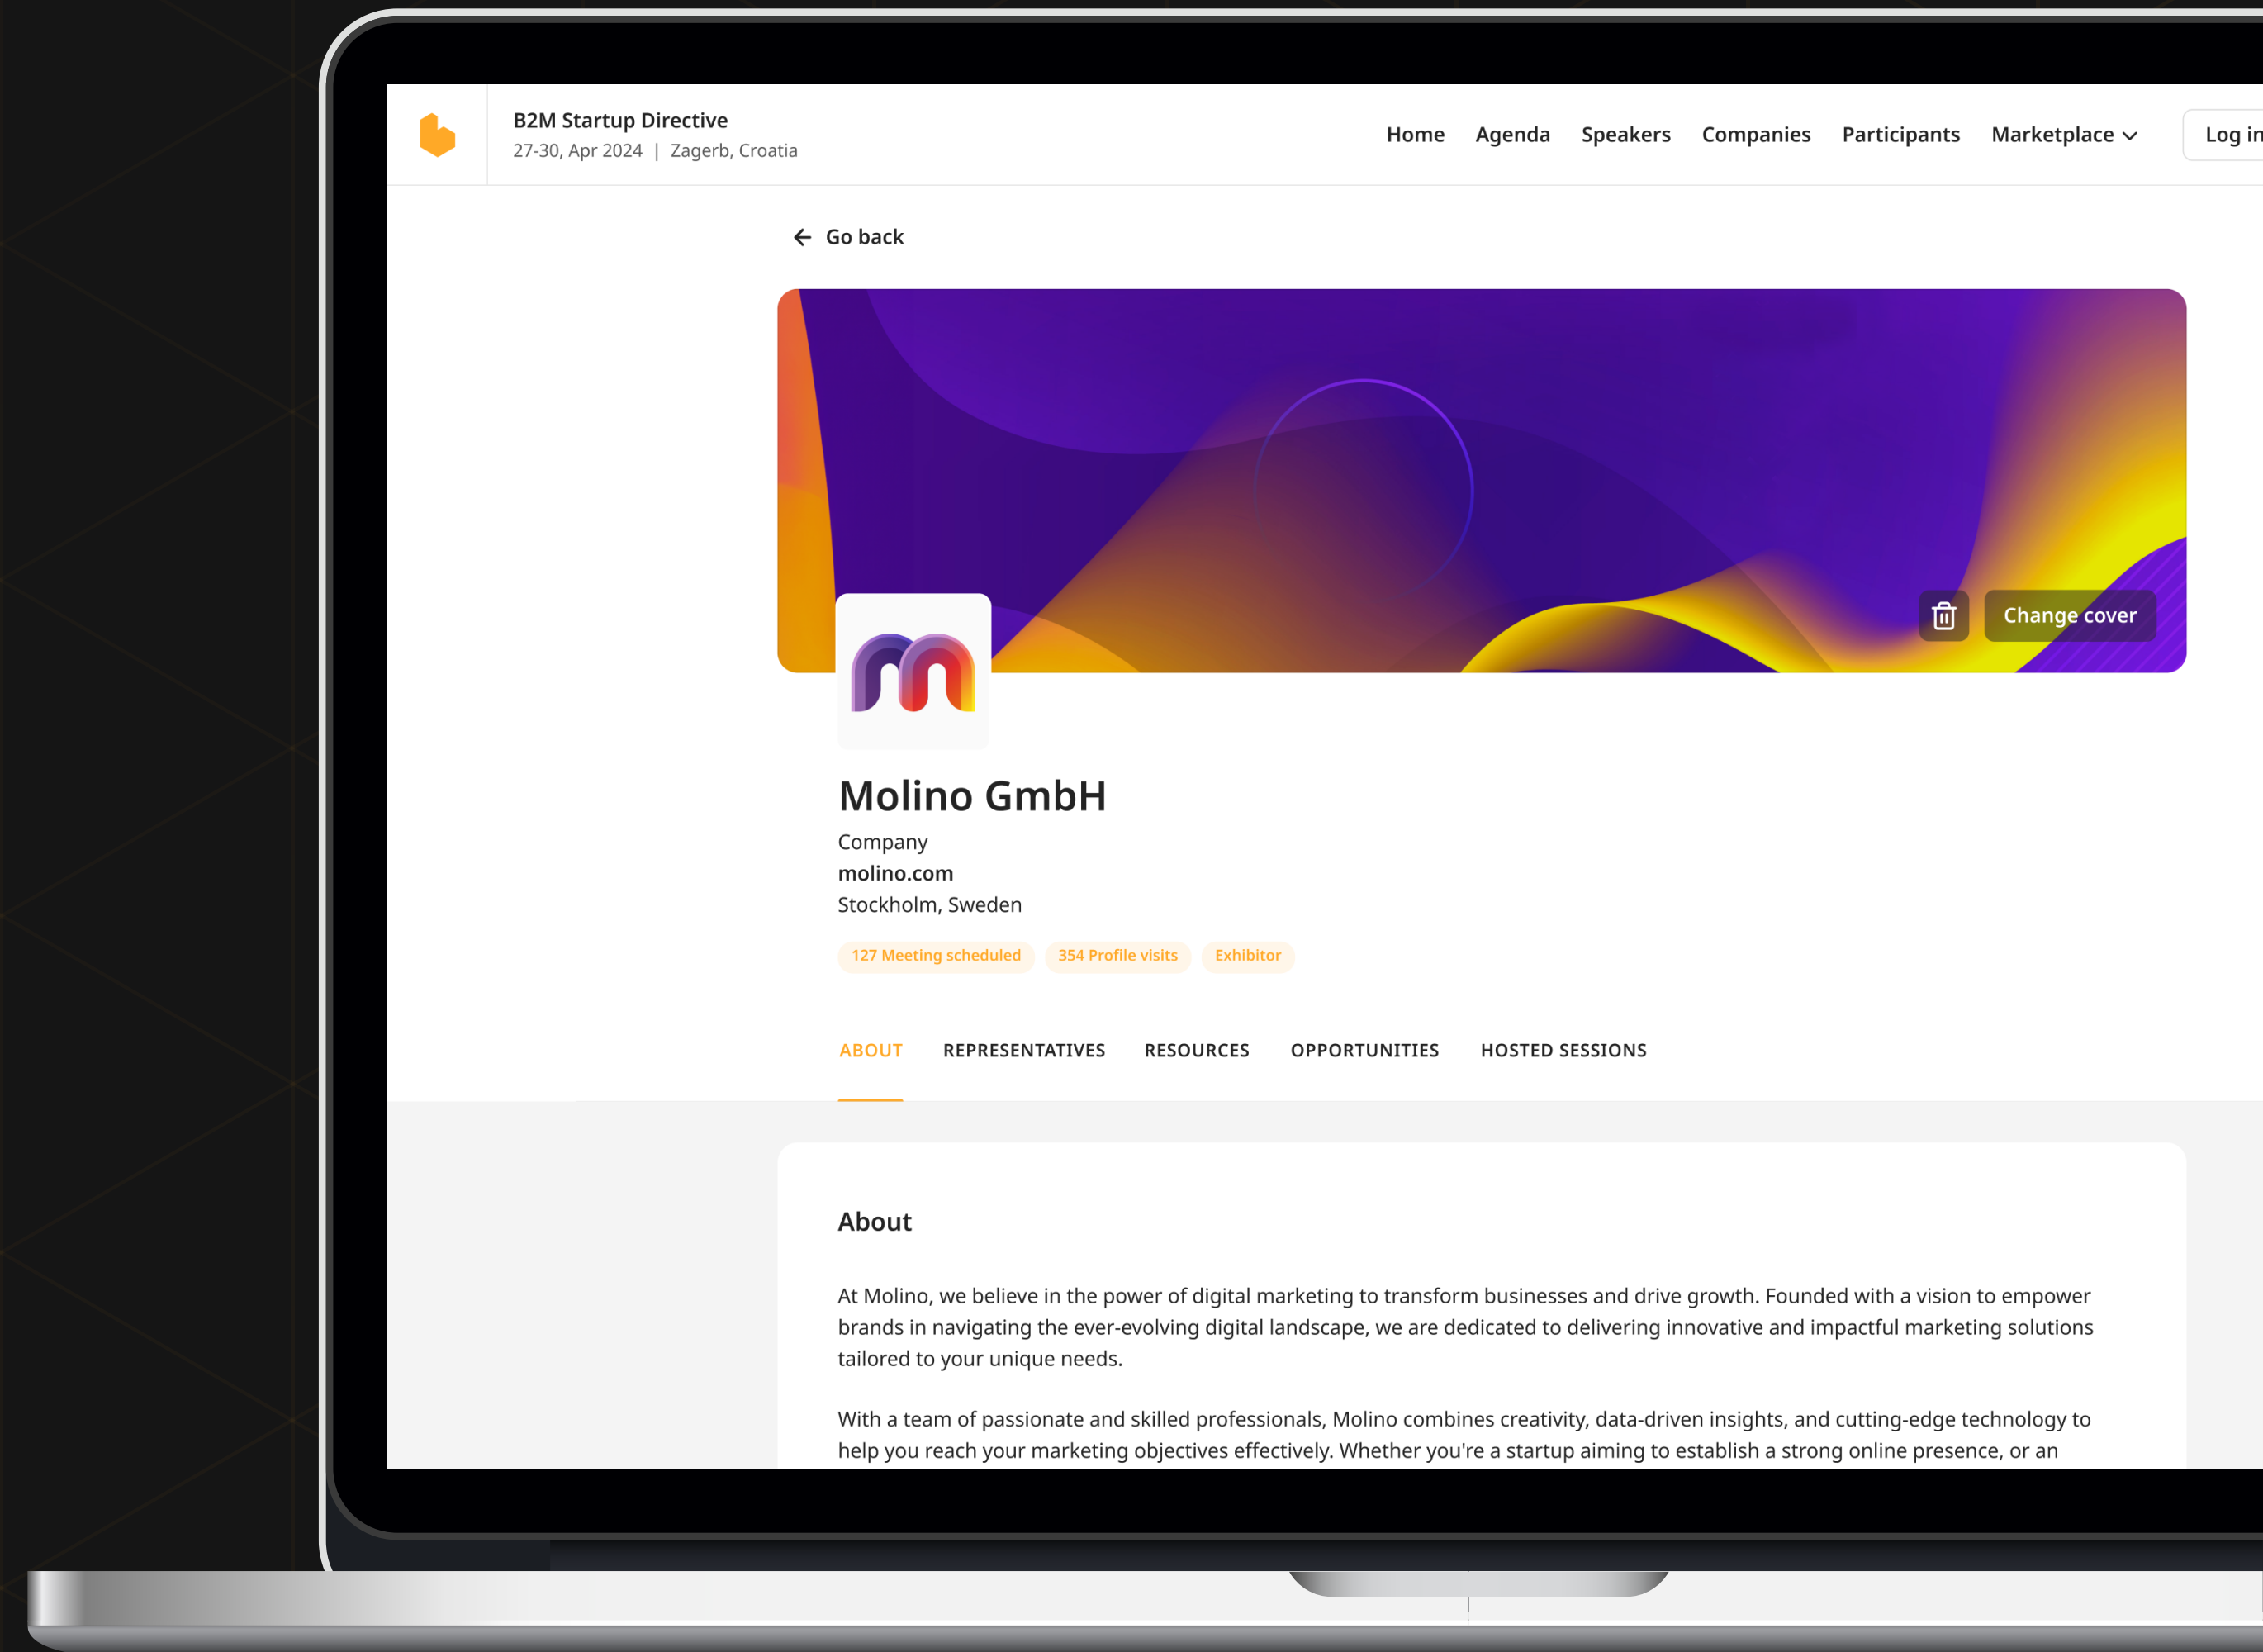 B2M Startup Directive
27-30, Apr 2024 | Zagerb, Croatia
Home Agenda Speakers Companies Participants Marketplace Log in
Go back
Change cover
Molino GmbH
Company
molino.com
Stockholm, Sweden
127 Meeting scheduled 354 Profile visits Exhibitor
ABOUT REPRESENTATIVES RESOURCES OPPORTUNITIES HOSTED SESSIONS
About
At Molino, we believe in the power of digital marketing to transform businesses and drive growth. Founded with a vision to empower
brands in navigating the ever-evolving digital landscape, we are dedicated to delivering innovative and impactful marketing solutions
tailored to your unique needs.
With a team of passionate and skilled professionals, Molino combines creativity, data-driven insights, and cutting-edge technology to
help you reach your marketing objectives effectively. Whether you're a startup aiming to establish a strong online presence, or an